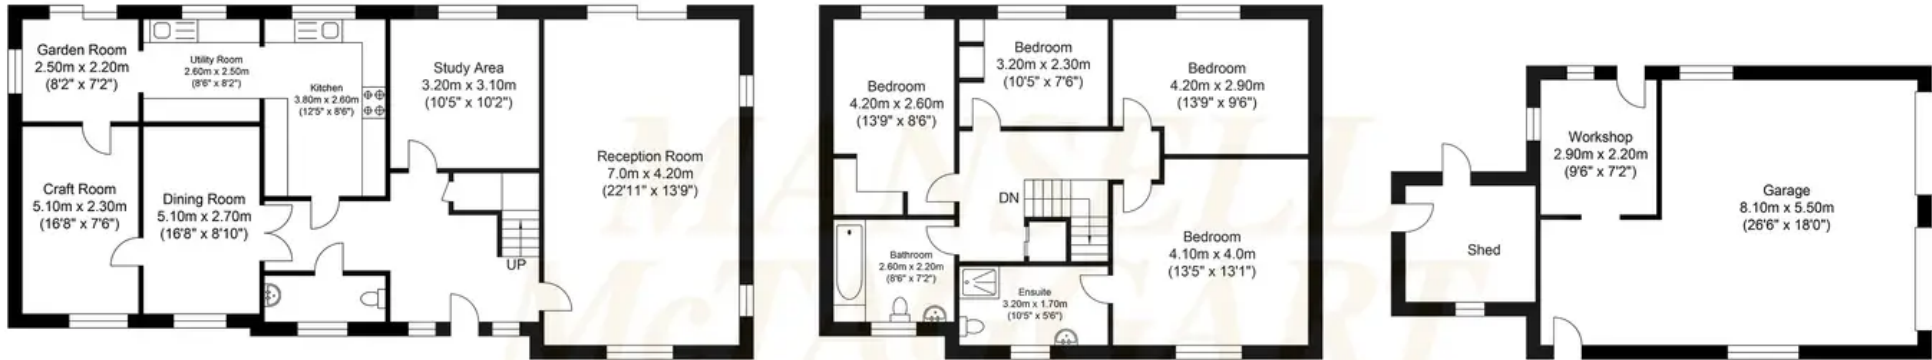 Garden Room
2.50m x 2.20m
(8'2" x 7'2")
Utility Room
2.60m x 2.50m
(8'6" x 8'2")
Kitchen
3.80m x 2.60m
(12'5" x 8'6")
Study Area
3.20m x 3.10m
(10'5" x 10'2")
Reception Room
7.0m x 4.20m
(22'11" x 13'9")
Craft Room
5.10m x 2.30m
(16'8" x 7'6")
Dining Room
5.10m x 2.70m
(16'8" x 8'10")
UP
Bedroom
4.20m x 2.60m
(13'9" x 8'6")
Bedroom
3.20m x 2.30m
(10'5" x 7'6")
Bedroom
4.20m x 2.90m
(13'9" x 9'6")
DN
Bedroom
4.10m x 4.0m
(13'5" x 13'1")
Bathroom
2.60m x 2.20m
(8'6" x 7'2")
Ensuite
3.20m x 1.70m
(10'5" x 5'6")
Workshop
2.90m x 2.20m
(9'6" x 7'2")
Garage
8.10m x 5.50m
(26'6" x 18'0")
Shed
MANSELL
McTAGGART